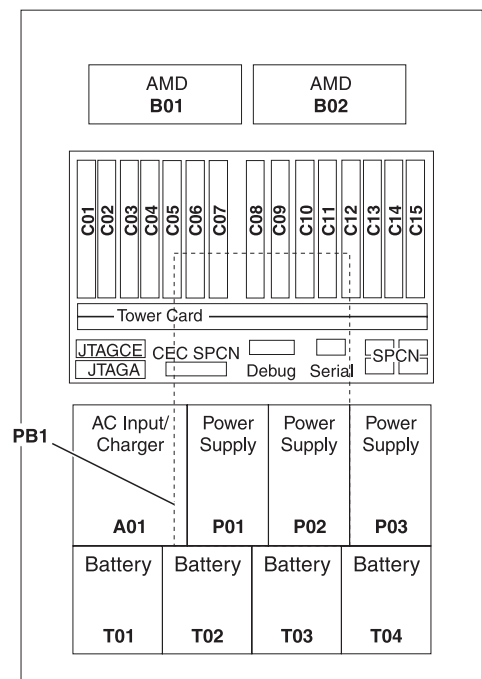 AMD
B01
AMD
B02
C01
C02
C03
C04
C05
C06
C07
C08
C09
C10
C11
C12
C13
C14
C15
Tower Card
JTAGCE
JTAGA
CEC SPCN
Debug
Serial
SPCN
PB1
AC Input/
Charger
A01
Power
Supply
P01
Power
Supply
P02
Power
Supply
P03
Battery
T01
Battery
T02
Battery
T03
Battery
T04